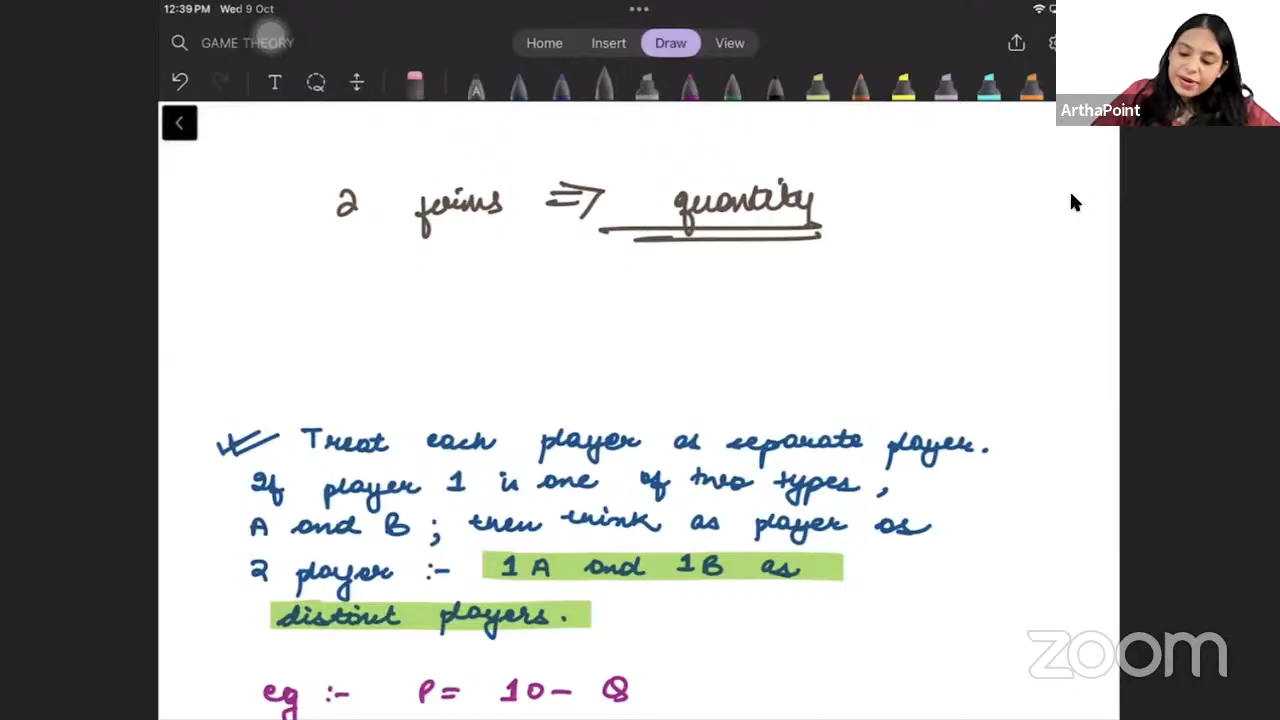 12:39 PM Wed 9 Oct
GAME THEORY
Home Insert Draw View
T
A
ArthaPoint
2 firms => quantity
Treat each player as separate player.
If player 1 is one of two types,
A and B ; then think as player as
2 player :- 1A and 1B as
distinct players.
eg :- P = 10 - Q
zoom